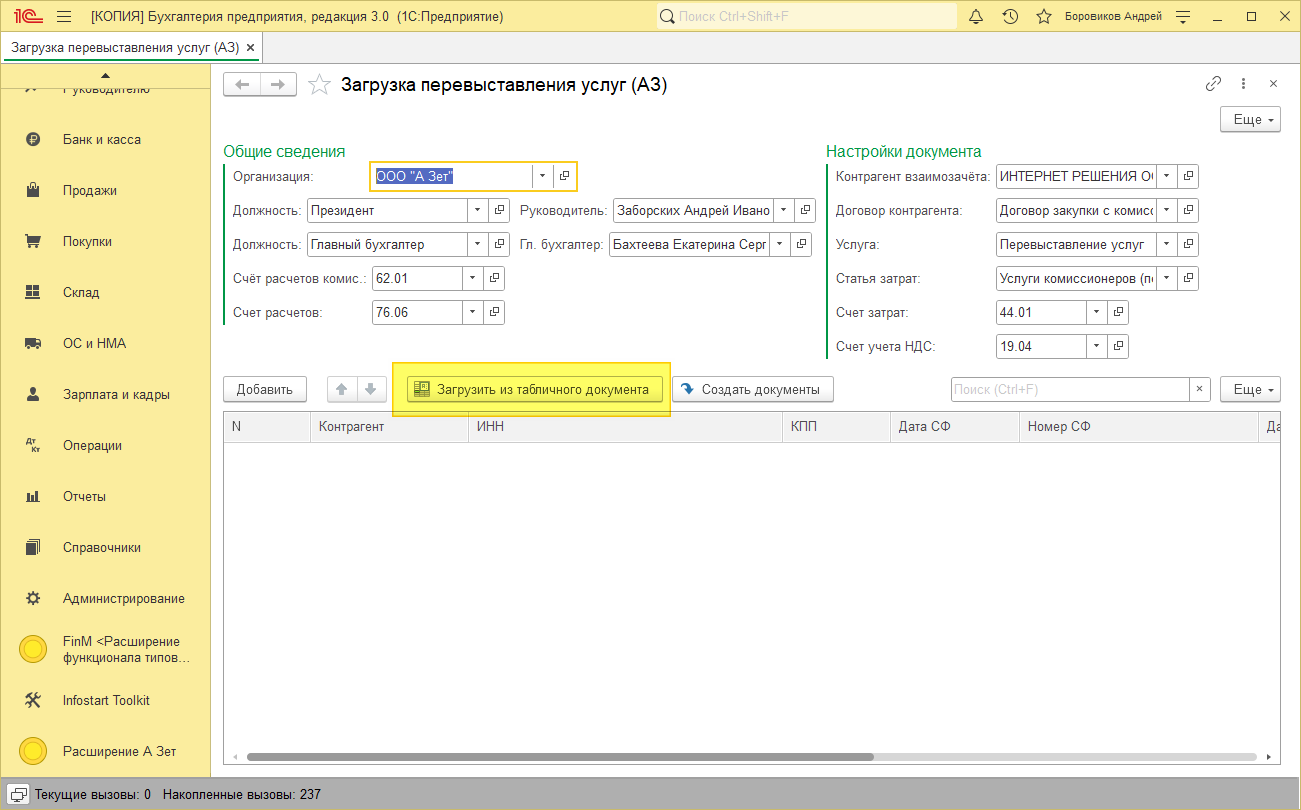 1С [КОПИЯ] Бухгалтерия предприятия, редакция 3.0 (1С:Предприятие) Поиск Ctrl+Shift+F Боровиков Андрей
Загрузка перевыставления услуг (АЗ) ×
Руководителю
Банк и касса
Продажи
Покупки
Склад
ОС и НМА
Зарплата и кадры
Дт Кт Операции
Отчеты
Справочники
Администрирование
FinM <Расширение
функционала типов...
Infostart Toolkit
Расширение А Зет
Загрузка перевыставления услуг (АЗ)
Еще
Общие сведения
Организация: ООО "А Зет"
Должность: Президент Руководитель: Заборских Андрей Ивано
Должность: Главный бухгалтер Гл. бухгалтер: Бахтеева Екатерина Серг
Счёт расчетов комис.: 62.01
Счет расчетов: 76.06
Настройки документа
Контрагент взаимозачёта: ИНТЕРНЕТ РЕШЕНИЯ ОС
Договор контрагента: Договор закупки с комисс
Услуга: Перевыставление услуг
Статья затрат: Услуги комиссионеров (п
Счет затрат: 44.01
Счет учета НДС: 19.04
Добавить Загрузить из табличного документа Создать документы Поиск (Ctrl+F) × Еще
N Контрагент ИНН КПП Дата СФ Номер СФ Да
Текущие вызовы: 0 Накопленные вызовы: 237